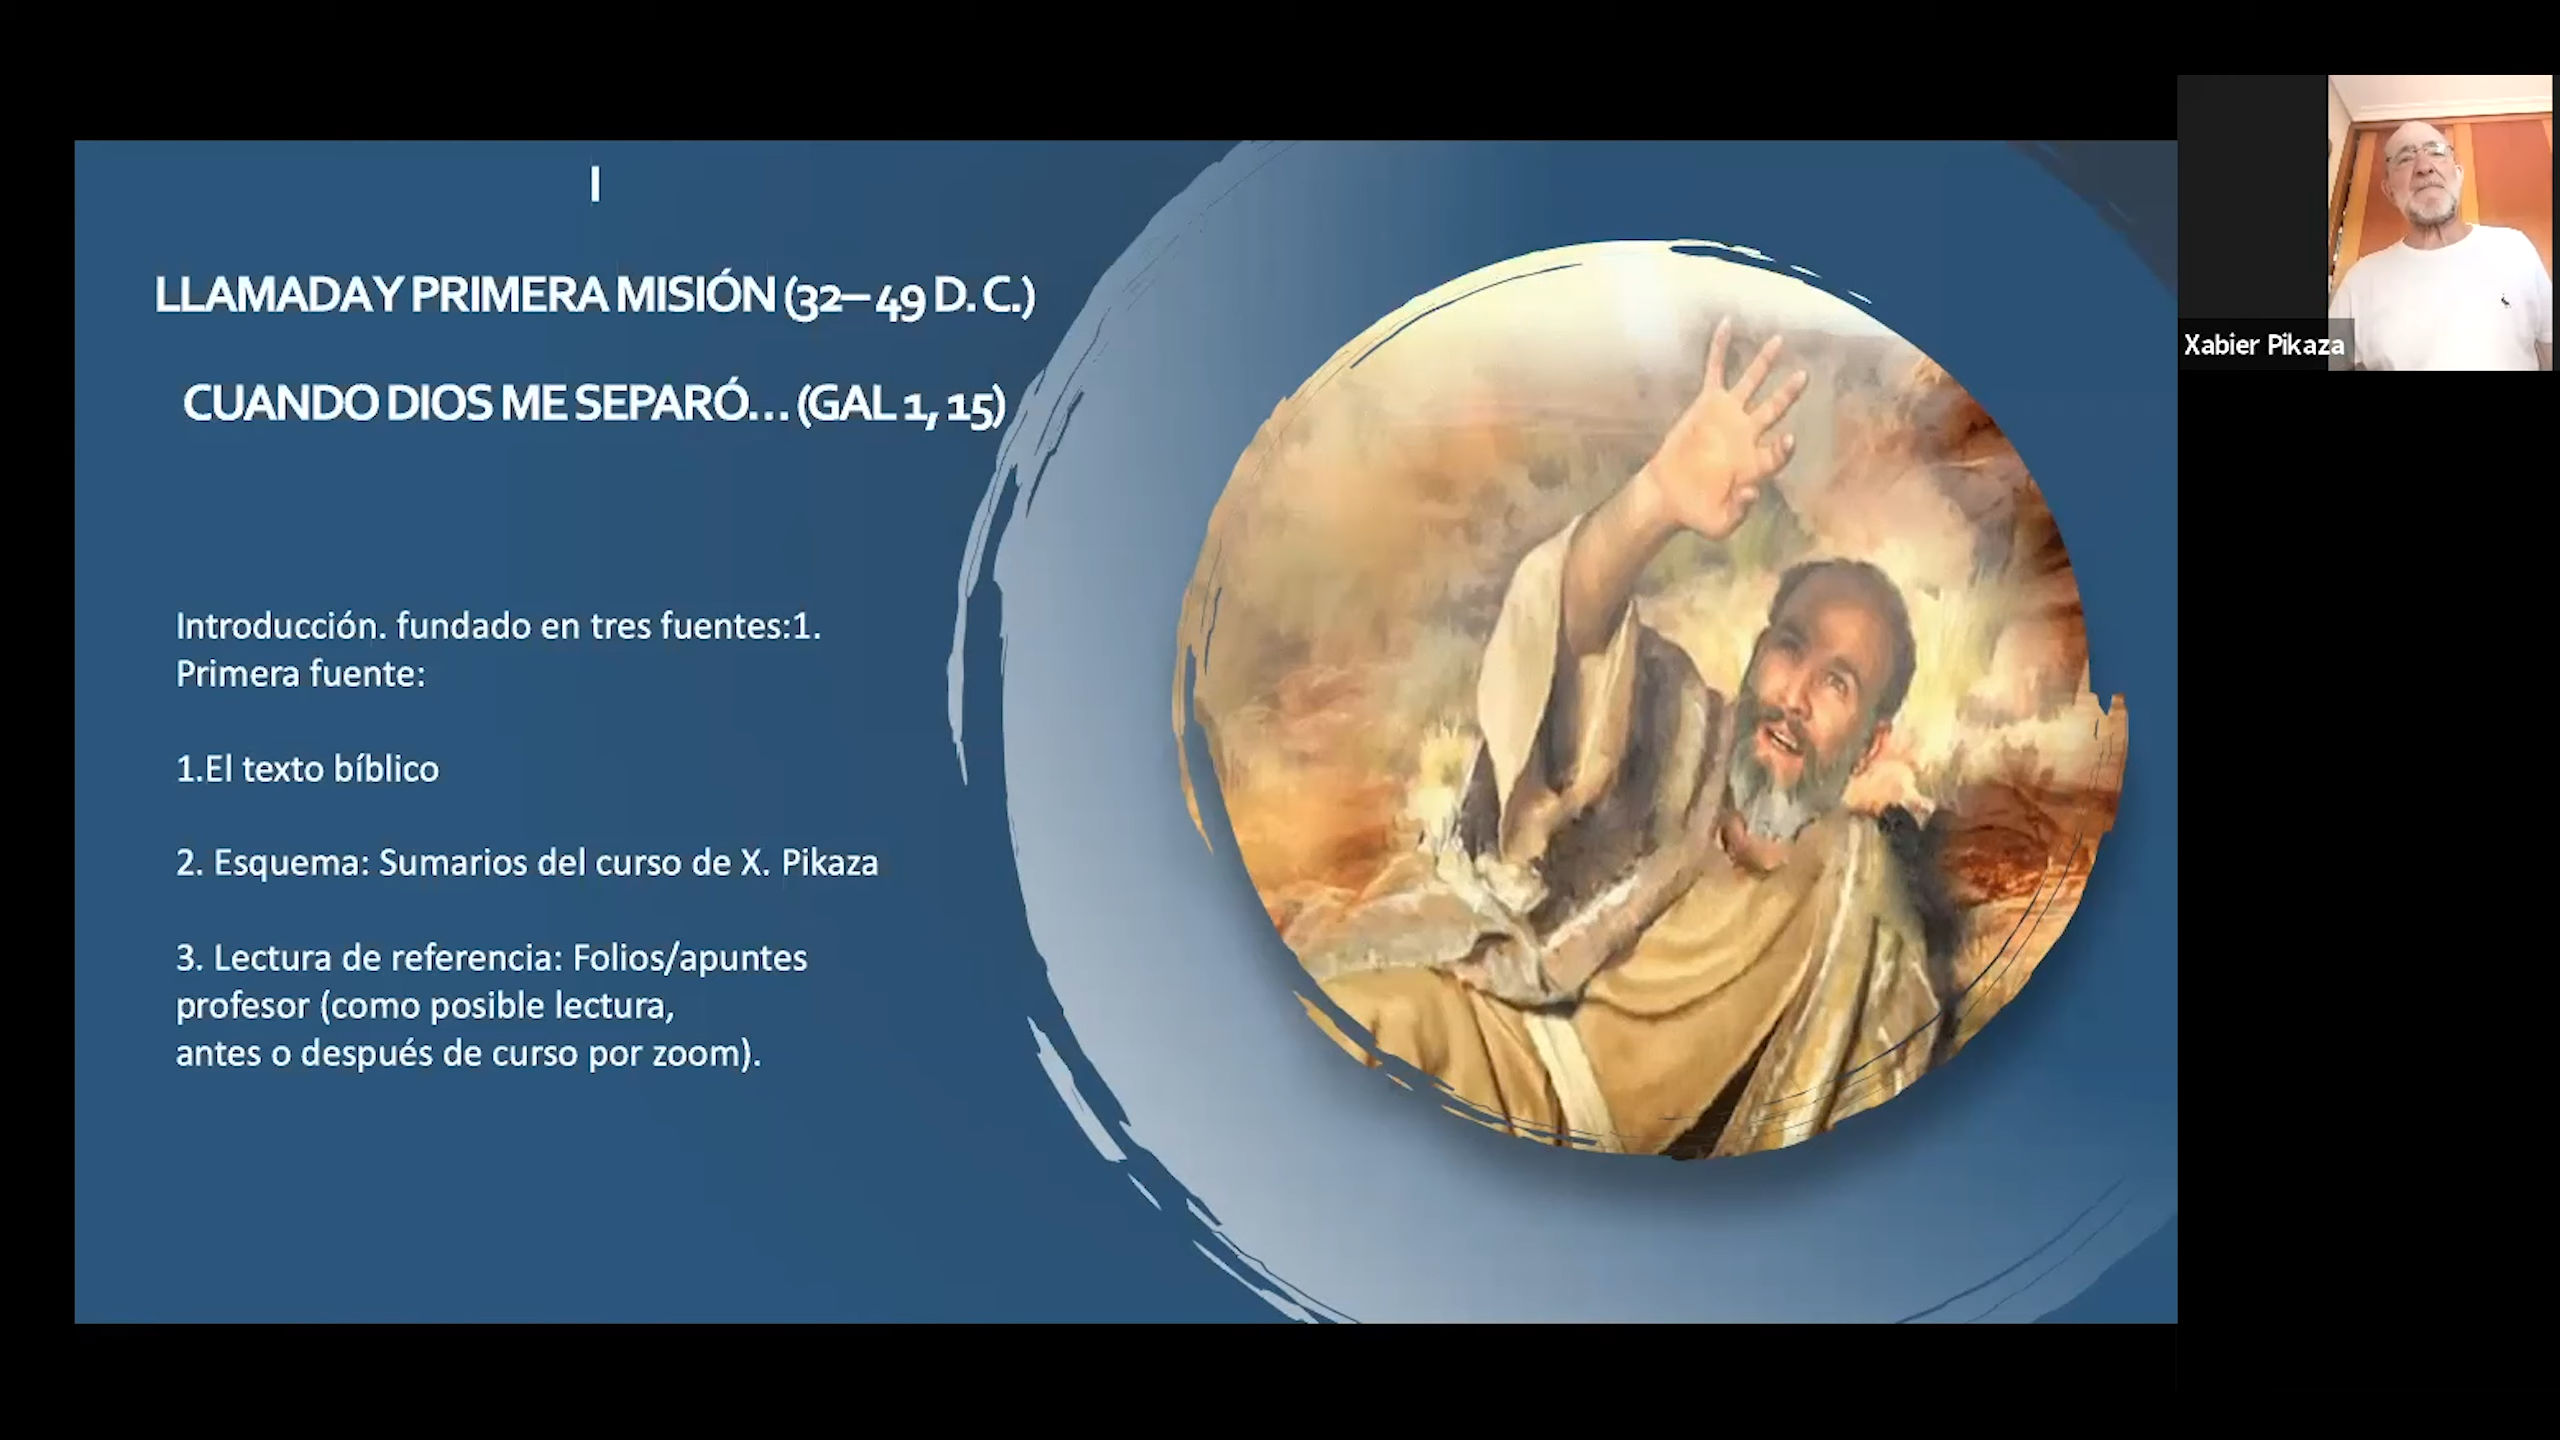 I
LLAMADA Y PRIMERA MISIÓN (32– 49 D. C.)
CUANDO DIOS ME SEPARÓ… (GAL 1, 15)
Introducción. fundado en tres fuentes:1.
Primera fuente:
1.El texto bíblico
2. Esquema: Sumarios del curso de X. Pikaza
3. Lectura de referencia: Folios/apuntes
profesor (como posible lectura,
antes o después de curso por zoom).
Xabier Pikaza